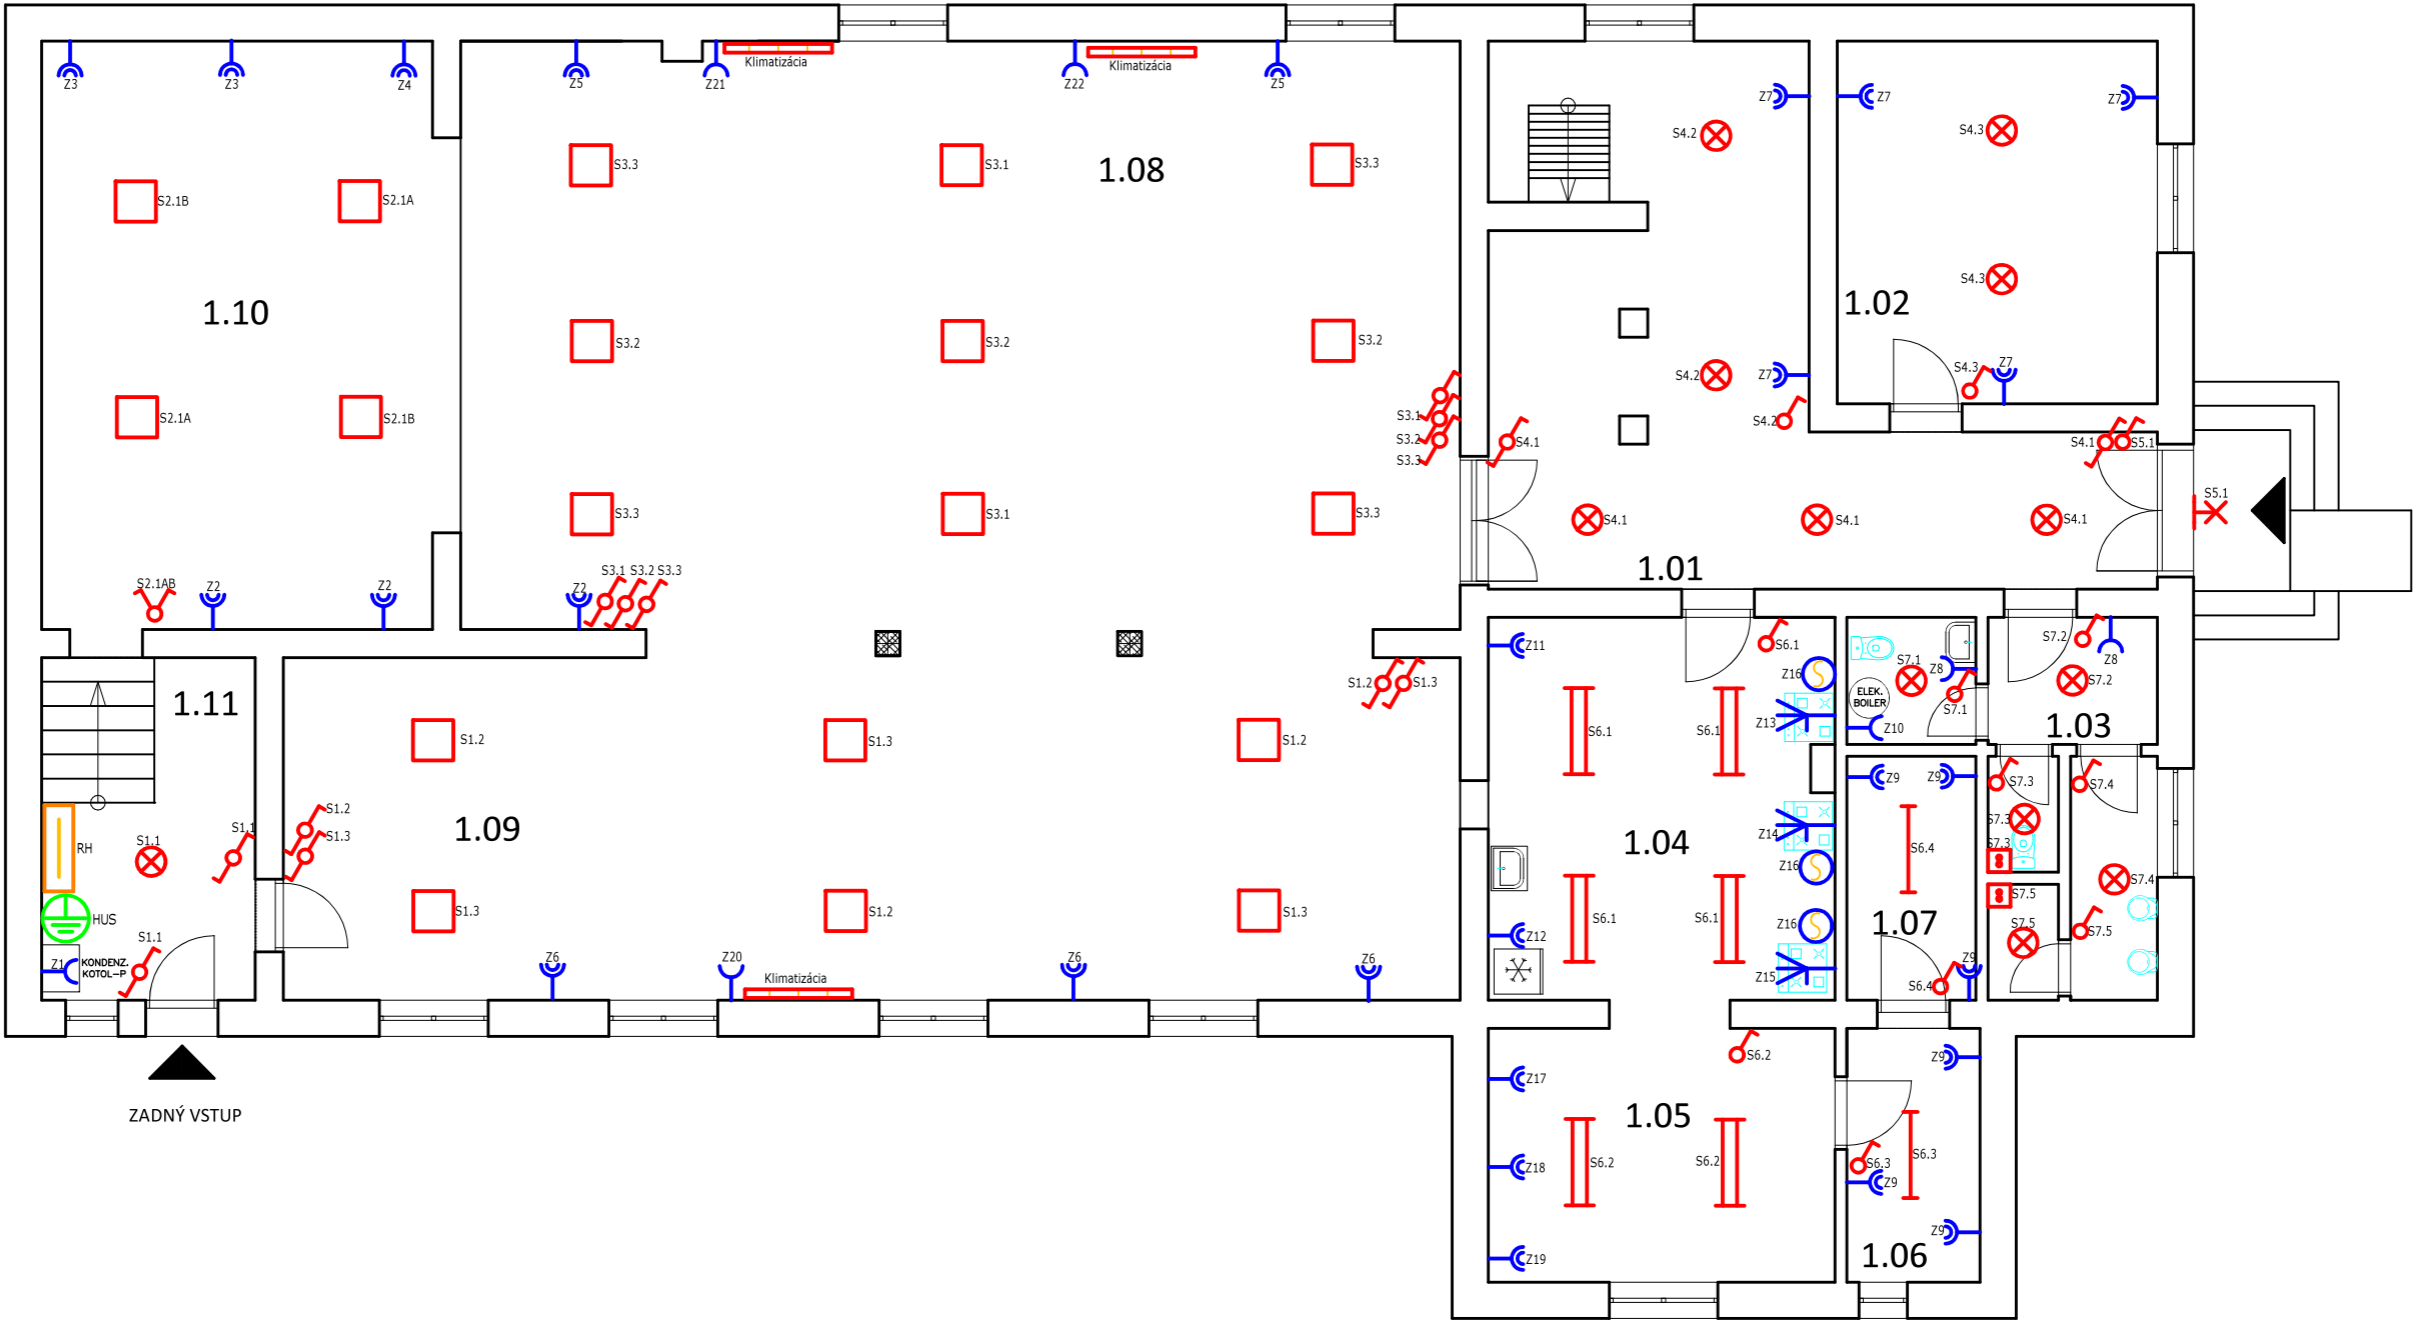 Klimatizácia
Klimatizácia
Z3
Z3
Z4
Z5
Z21
Z22
Z5
Z7
Z7
Z7
S4.2
S4.3
S3.3
S3.1
1.08
S3.3
S2.1B
S2.1A
S4.3
1.10
1.02
S3.2
S3.2
S3.2
S4.2
Z7
S4.3
Z7
S2.1A
S2.1B
S3.1
S3.2
S3.3
S4.1
S4.2
S4.1
S5.1
S3.3
S3.1
S3.3
S4.1
S4.1
S4.1
S5.1
1.01
S2.1AB
Z2
Z2
Z2
S3.1 S3.2 S3.3
Z11
S6.1
S7.1
Z8
S7.2
Z8
1.11
S1.2
S1.3
Z16
ELEK.
BOILER
S7.1
S7.2
S1.2
S1.3
S1.2
S6.1
S6.1
Z13
Z10
1.03
Z9
Z9
S7.3
S7.4
S1.2
S1.3
S1.1
S1.1
RH
1.09
1.04
Z14
Z16
S6.4
S7.3
S7.3
S7.4
S7.5
HUS
S1.3
S1.2
S1.3
S6.1
S6.1
Z16
1.07
S7.5
S7.5
S1.1
Z1
KONDENZ.
KOTOL-P
Z6
Z20
Klimatizácia
Z6
Z6
Z12
Z15
S6.4
Z9
ZADNÝ VSTUP
S6.2
Z9
Z17
1.05
Z18
S6.2
S6.2
S6.3
S6.3
Z9
Z19
1.06
Z9